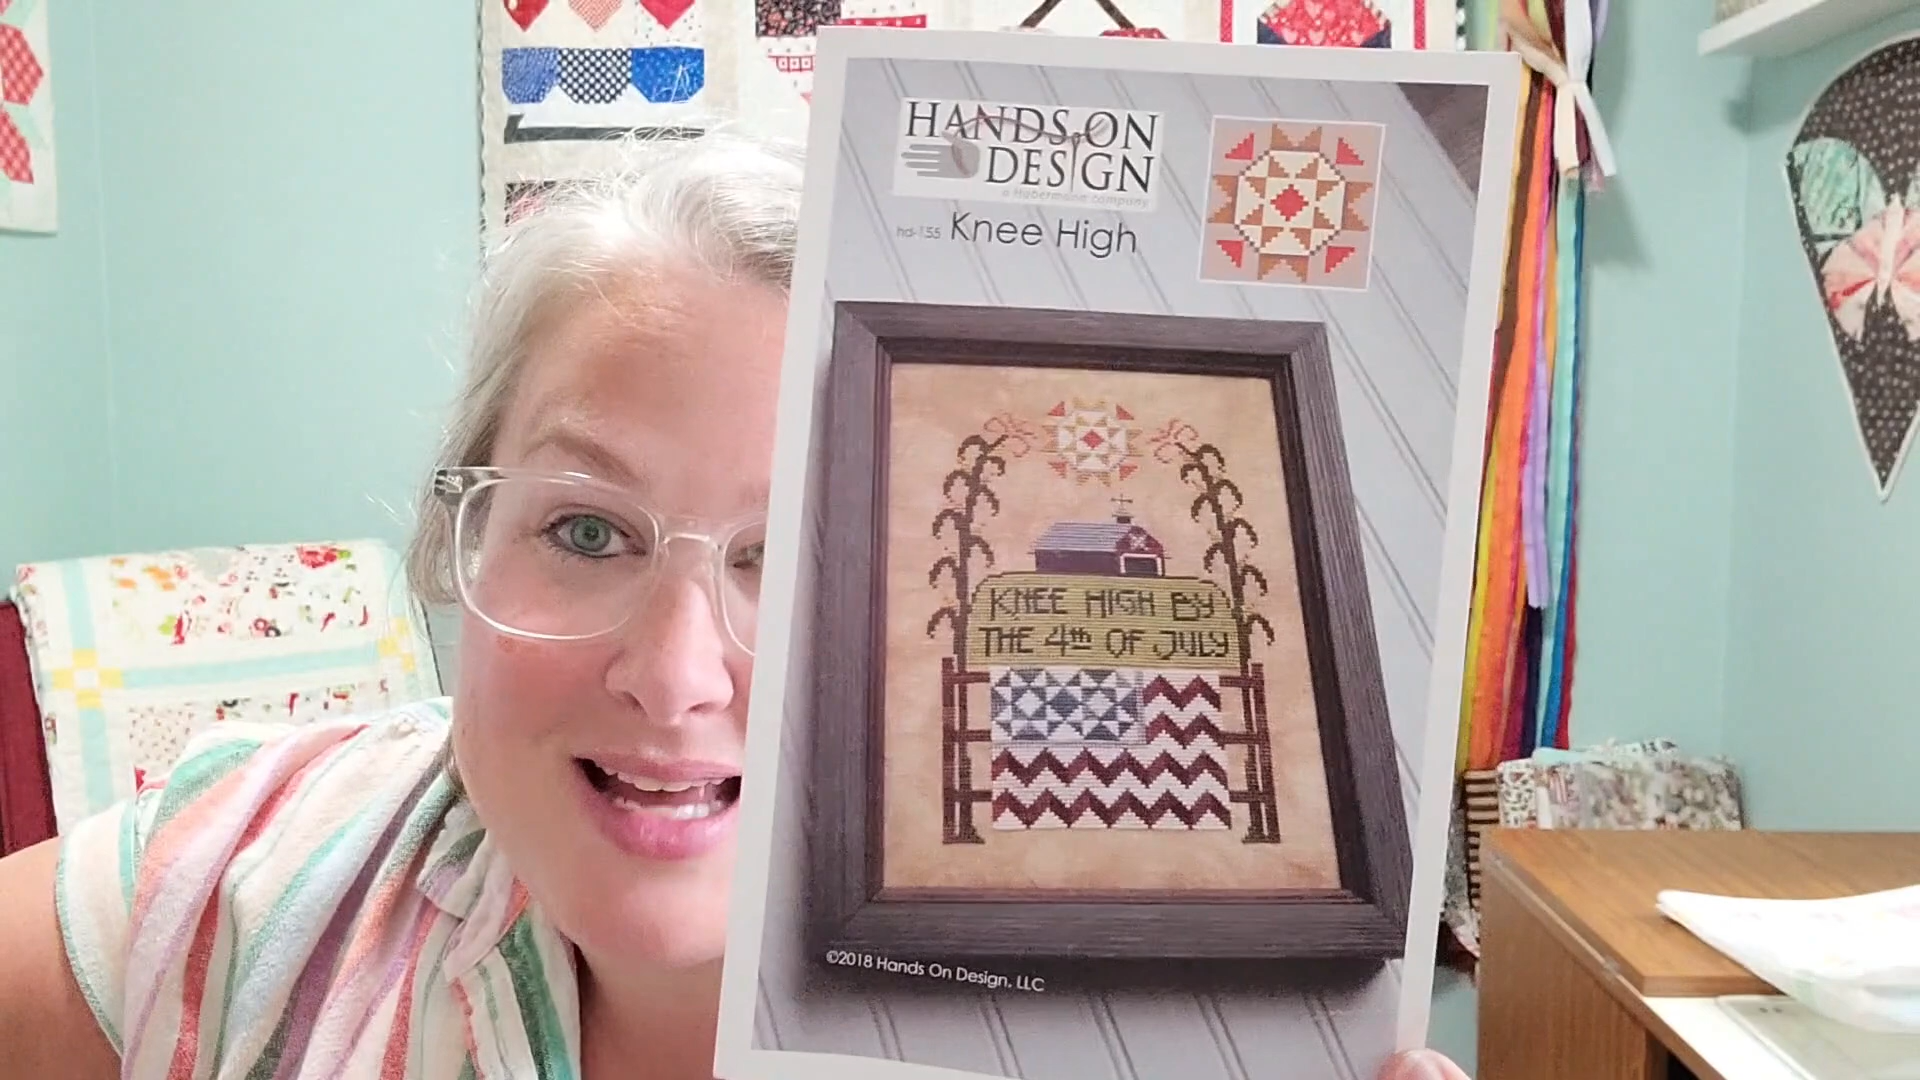 HANDS ON
DESIGN
a Habermann company
hd-155 Knee High
KNEE HIGH BY
THE 4th OF JULY
©2018 Hands On Design, LLC